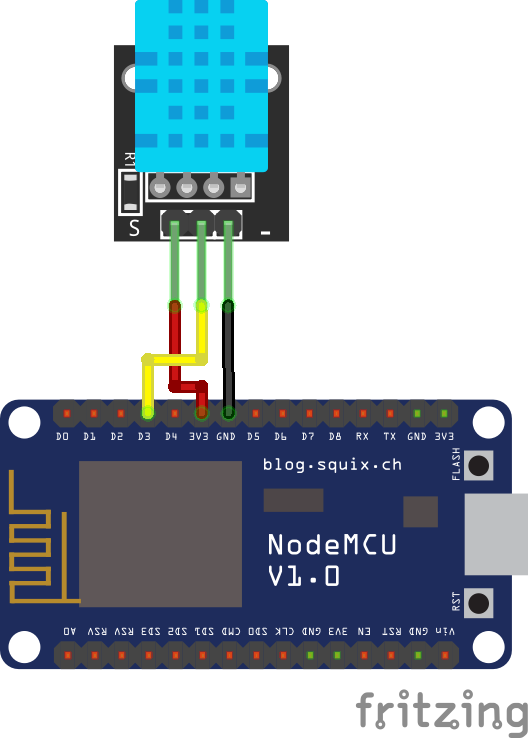 R1
S -
D0 D1 D2 D3 D4 3V3 GND D5 D6 D7 D8 RX TX GND 3V3
blog.squix.ch
FLASH
NodeMCU
V1.0
RST
A0 RSV RSV SD3 SD2 SD1 CMD SD0 CLK GND 3V3 EN RST GND Vin
fritzing